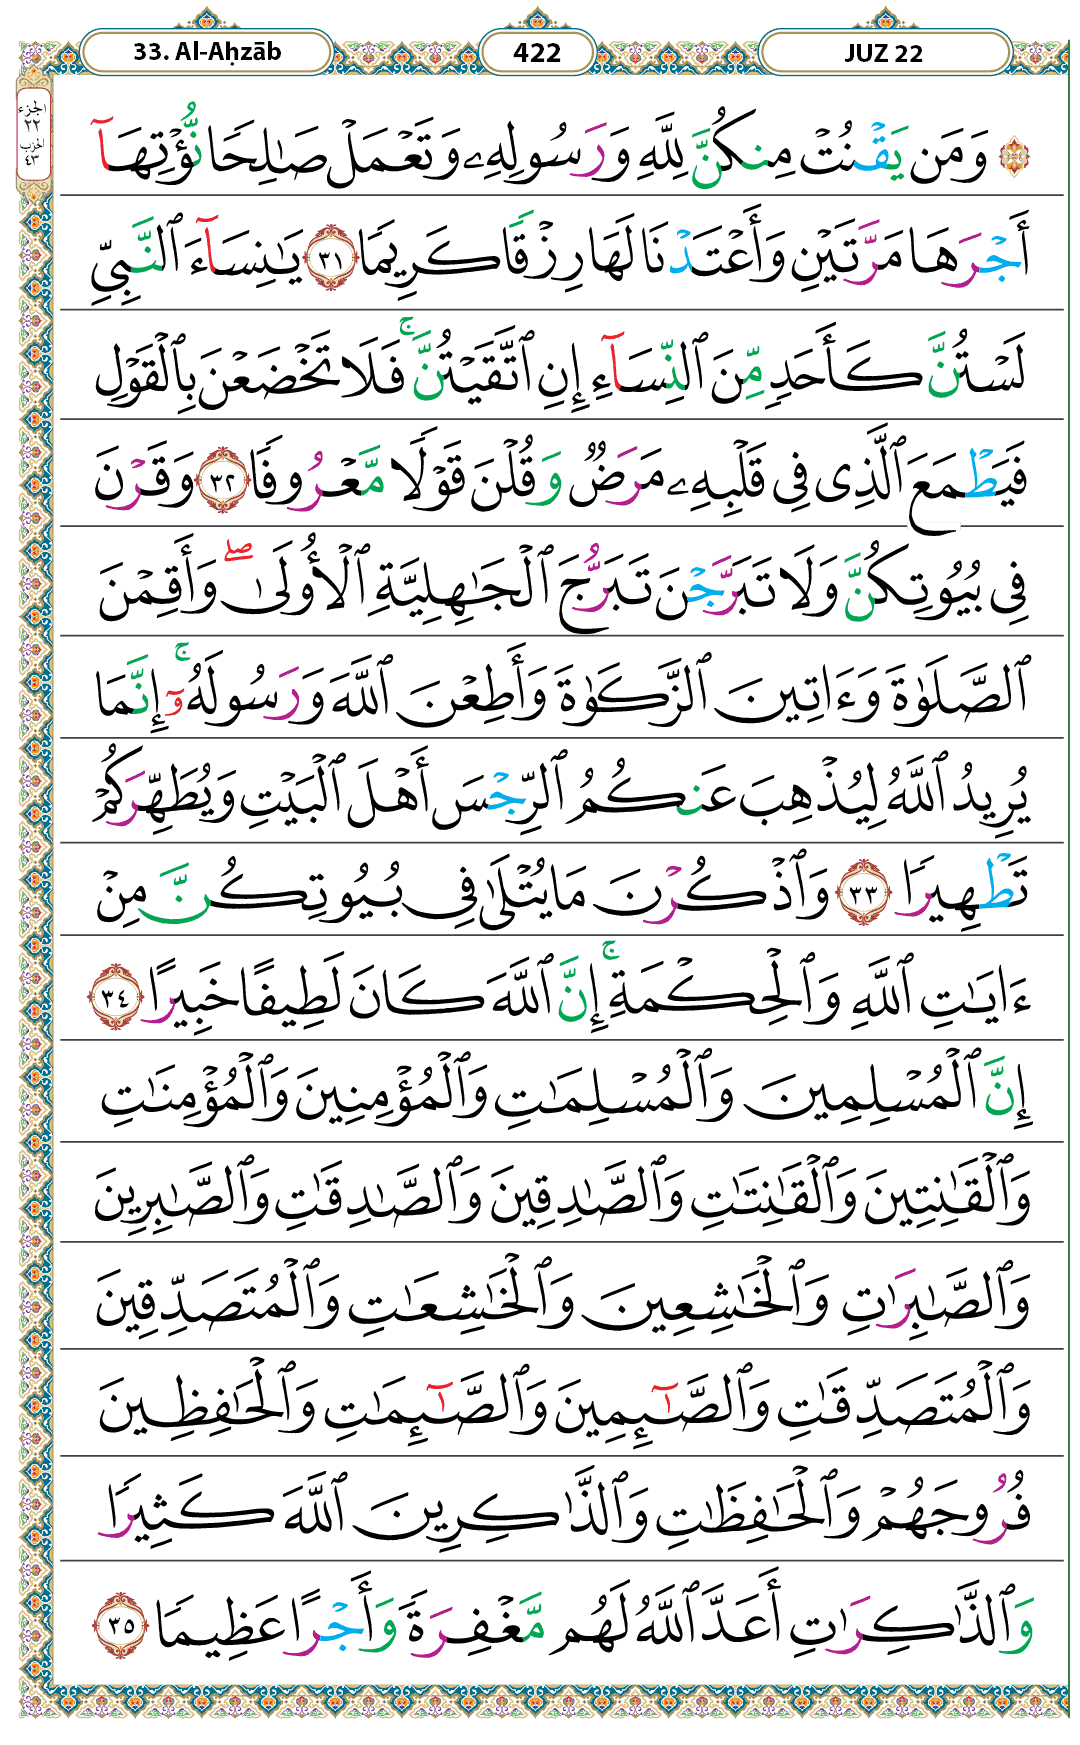 33. Al-Aḥzāb
422
JUZ 22
الجزء
٢٢
الحزب
٤٣
۞ وَمَن يَقْنُتْ مِنكُنَّ لِلَّهِ وَرَسُولِهِۦ وَتَعْمَلْ صَـٰلِحًا نُّؤْتِهَآ
أَجْرَهَا مَرَّتَيْنِ وَأَعْتَدْنَا لَهَا رِزْقًا كَرِيمًا ٣١ يَـٰنِسَآءَ ٱلنَّبِىِّ
لَسْتُنَّ كَأَحَدٍ مِّنَ ٱلنِّسَآءِ إِنِ ٱتَّقَيْتُنَّ ۚ فَلَا تَخْضَعْنَ بِٱلْقَوْلِ
فَيَطْمَعَ ٱلَّذِى فِى قَلْبِهِۦ مَرَضٌ وَقُلْنَ قَوْلًا مَّعْرُوفًا ٣٢ وَقَرْنَ
فِى بُيُوتِكُنَّ وَلَا تَبَرَّجْنَ تَبَرُّجَ ٱلْجَـٰهِلِيَّةِ ٱلْأُولَىٰ ۖ وَأَقِمْنَ
ٱلصَّلَوٰةَ وَءَاتِينَ ٱلزَّكَوٰةَ وَأَطِعْنَ ٱللَّهَ وَرَسُولَهُۥٓ ۚ إِنَّمَا
يُرِيدُ ٱللَّهُ لِيُذْهِبَ عَنكُمُ ٱلرِّجْسَ أَهْلَ ٱلْبَيْتِ وَيُطَهِّرَكُمْ
تَطْهِيرًا ٣٣ وَٱذْكُرْنَ مَا يُتْلَىٰ فِى بُيُوتِكُنَّ مِنْ
ءَايَـٰتِ ٱللَّهِ وَٱلْحِكْمَةِ ۚ إِنَّ ٱللَّهَ كَانَ لَطِيفًا خَبِيرًا ٣٤
إِنَّ ٱلْمُسْلِمِينَ وَٱلْمُسْلِمَـٰتِ وَٱلْمُؤْمِنِينَ وَٱلْمُؤْمِنَـٰتِ
وَٱلْقَـٰنِتِينَ وَٱلْقَـٰنِتَـٰتِ وَٱلصَّـٰدِقِينَ وَٱلصَّـٰدِقَـٰتِ وَٱلصَّـٰبِرِينَ
وَٱلصَّـٰبِرَٰتِ وَٱلْخَـٰشِعِينَ وَٱلْخَـٰشِعَـٰتِ وَٱلْمُتَصَدِّقِينَ
وَٱلْمُتَصَدِّقَـٰتِ وَٱلصَّـٰٓئِمِينَ وَٱلصَّـٰٓئِمَـٰتِ وَٱلْحَـٰفِظِينَ
فُرُوجَهُمْ وَٱلْحَـٰفِظَـٰتِ وَٱلذَّٰكِرِينَ ٱللَّهَ كَثِيرًا
وَٱلذَّٰكِرَٰتِ أَعَدَّ ٱللَّهُ لَهُم مَّغْفِرَةً وَأَجْرًا عَظِيمًا ٣٥